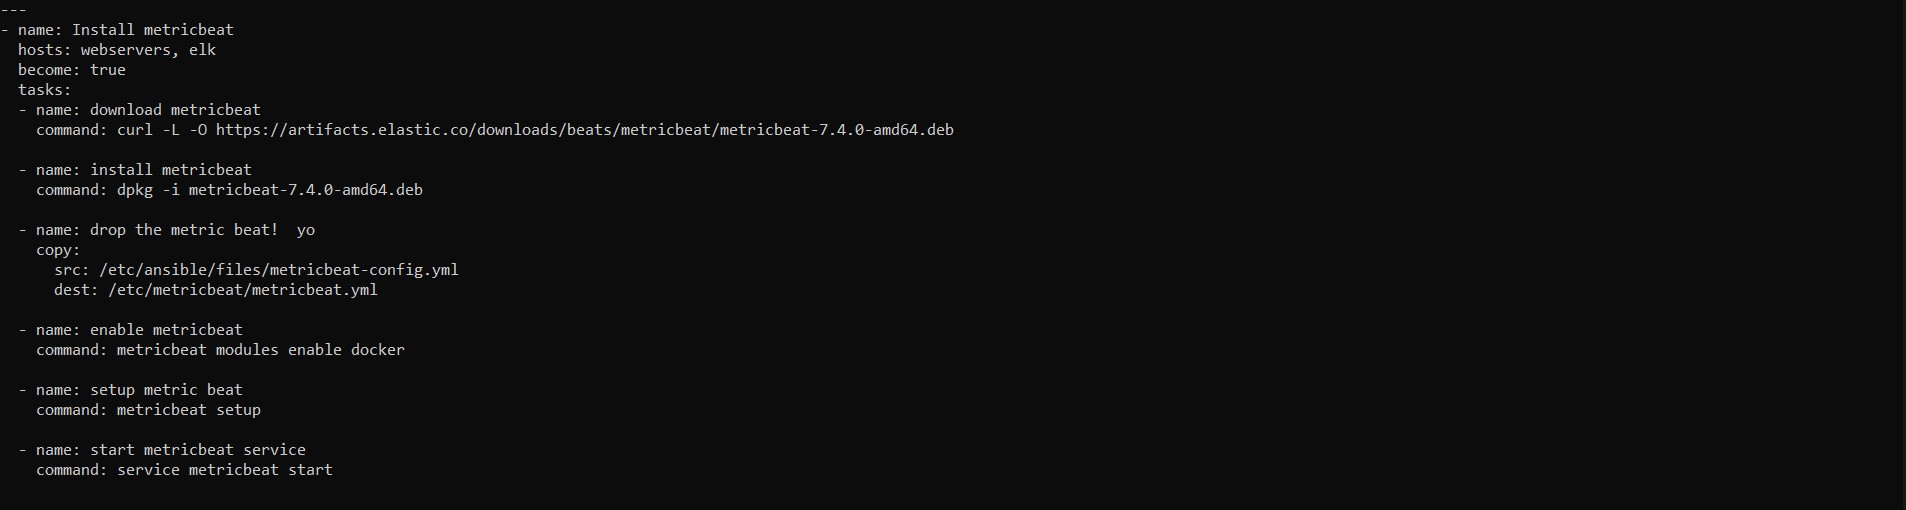 ---
- name: Install metricbeat
  hosts: webservers, elk
  become: true
  tasks:
  - name: download metricbeat
    command: curl -L -O https://artifacts.elastic.co/downloads/beats/metricbeat/metricbeat-7.4.0-amd64.deb

  - name: install metricbeat
    command: dpkg -i metricbeat-7.4.0-amd64.deb

  - name: drop the metric beat!  yo
    copy:
      src: /etc/ansible/files/metricbeat-config.yml
      dest: /etc/metricbeat/metricbeat.yml

  - name: enable metricbeat
    command: metricbeat modules enable docker

  - name: setup metric beat
    command: metricbeat setup

  - name: start metricbeat service
    command: service metricbeat start